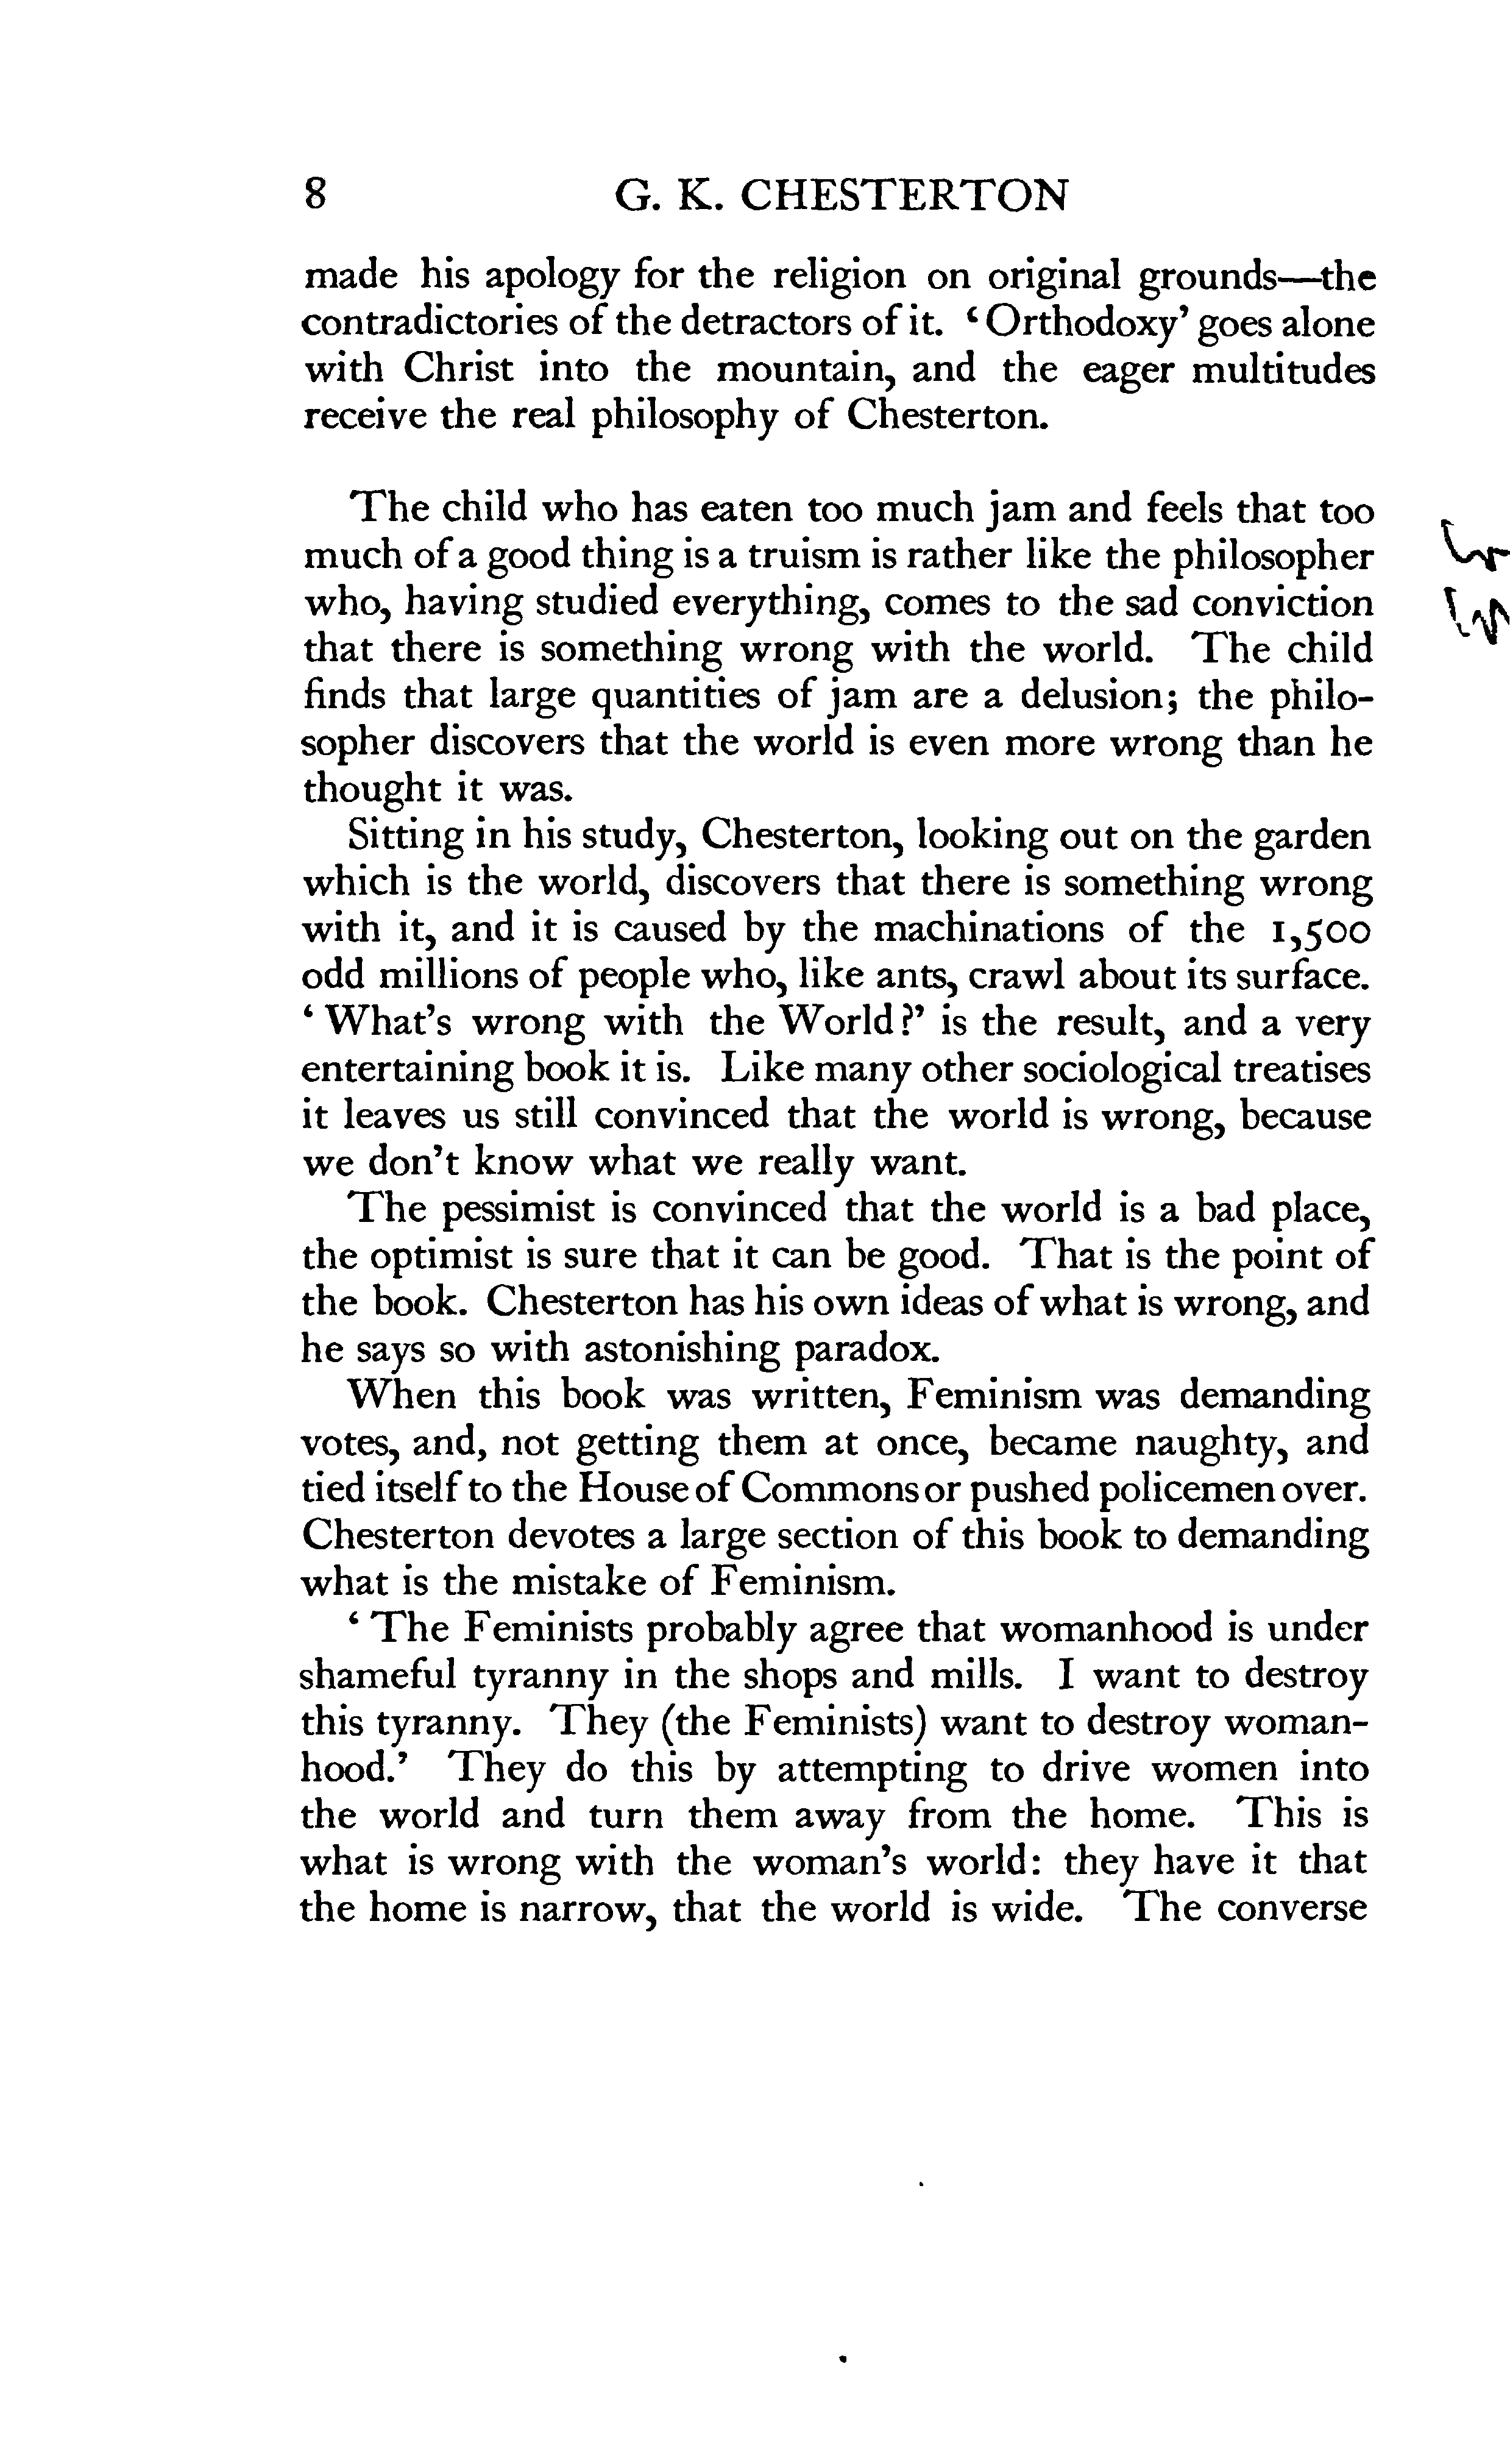 8 G. K. CHESTERTON
made his apology for the religion on original grounds—the
contradictories of the detractors of it. ‘Orthodoxy’ goes alone
with Christ into the mountain, and the eager multitudes
receive the real philosophy of Chesterton.
The child who has eaten too much jam and feels that too
much of a good thing is a truism is rather like the philosopher
who, having studied everything, comes to the sad conviction
that there is something wrong with the world. The child
finds that large quantities of jam are a delusion; the philo-
sopher discovers that the world is even more wrong than he
thought it was.
Sitting in his study, Chesterton, looking out on the garden
which is the world, discovers that there is something wrong
with it, and it is caused by the machinations of the 1,500
odd millions of people who, like ants, crawl about its surface.
‘What’s wrong with the World?’ is the result, and a very
entertaining book it is. Like many other sociological treatises
it leaves us still convinced that the world is wrong, because
we don’t know what we really want.
The pessimist is convinced that the world is a bad place,
the optimist is sure that it can be good. That is the point of
the book. Chesterton has his own ideas of what is wrong, and
he says so with astonishing paradox.
When this book was written, Feminism was demanding
votes, and, not getting them at once, became naughty, and
tied itself to the House of Commons or pushed policemen over.
Chesterton devotes a large section of this book to demanding
what is the mistake of Feminism.
‘The Feminists probably agree that womanhood is under
shameful tyranny in the shops and mills. I want to destroy
this tyranny. They (the Feminists) want to destroy woman-
hood.’ They do this by attempting to drive women into
the world and turn them away from the home. This is
what is wrong with the woman’s world: they have it that
the home is narrow, that the world is wide. The converse